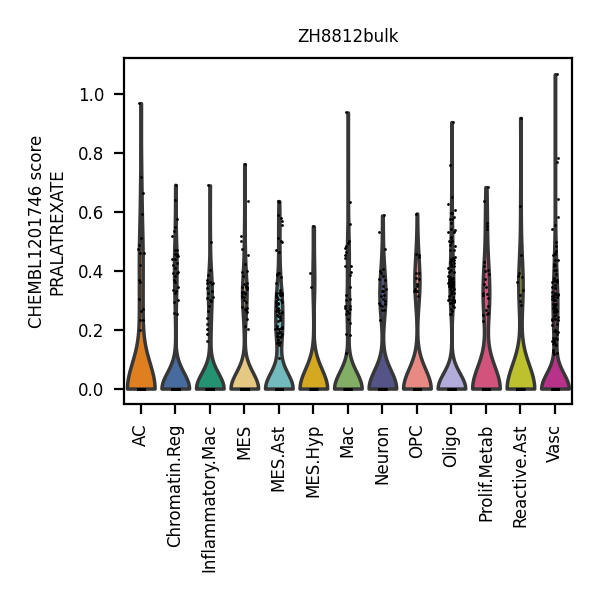 ZH8812bulk
CHEMBL1201746 score
PRALATREXATE
1.0
0.8
0.6
0.4
0.2
0.0
AC
Chromatin.Reg
Inflammatory.Mac
MES
MES.Ast
MES.Hyp
Mac
Neuron
OPC
Oligo
Prolif.Metab
Reactive.Ast
Vasc